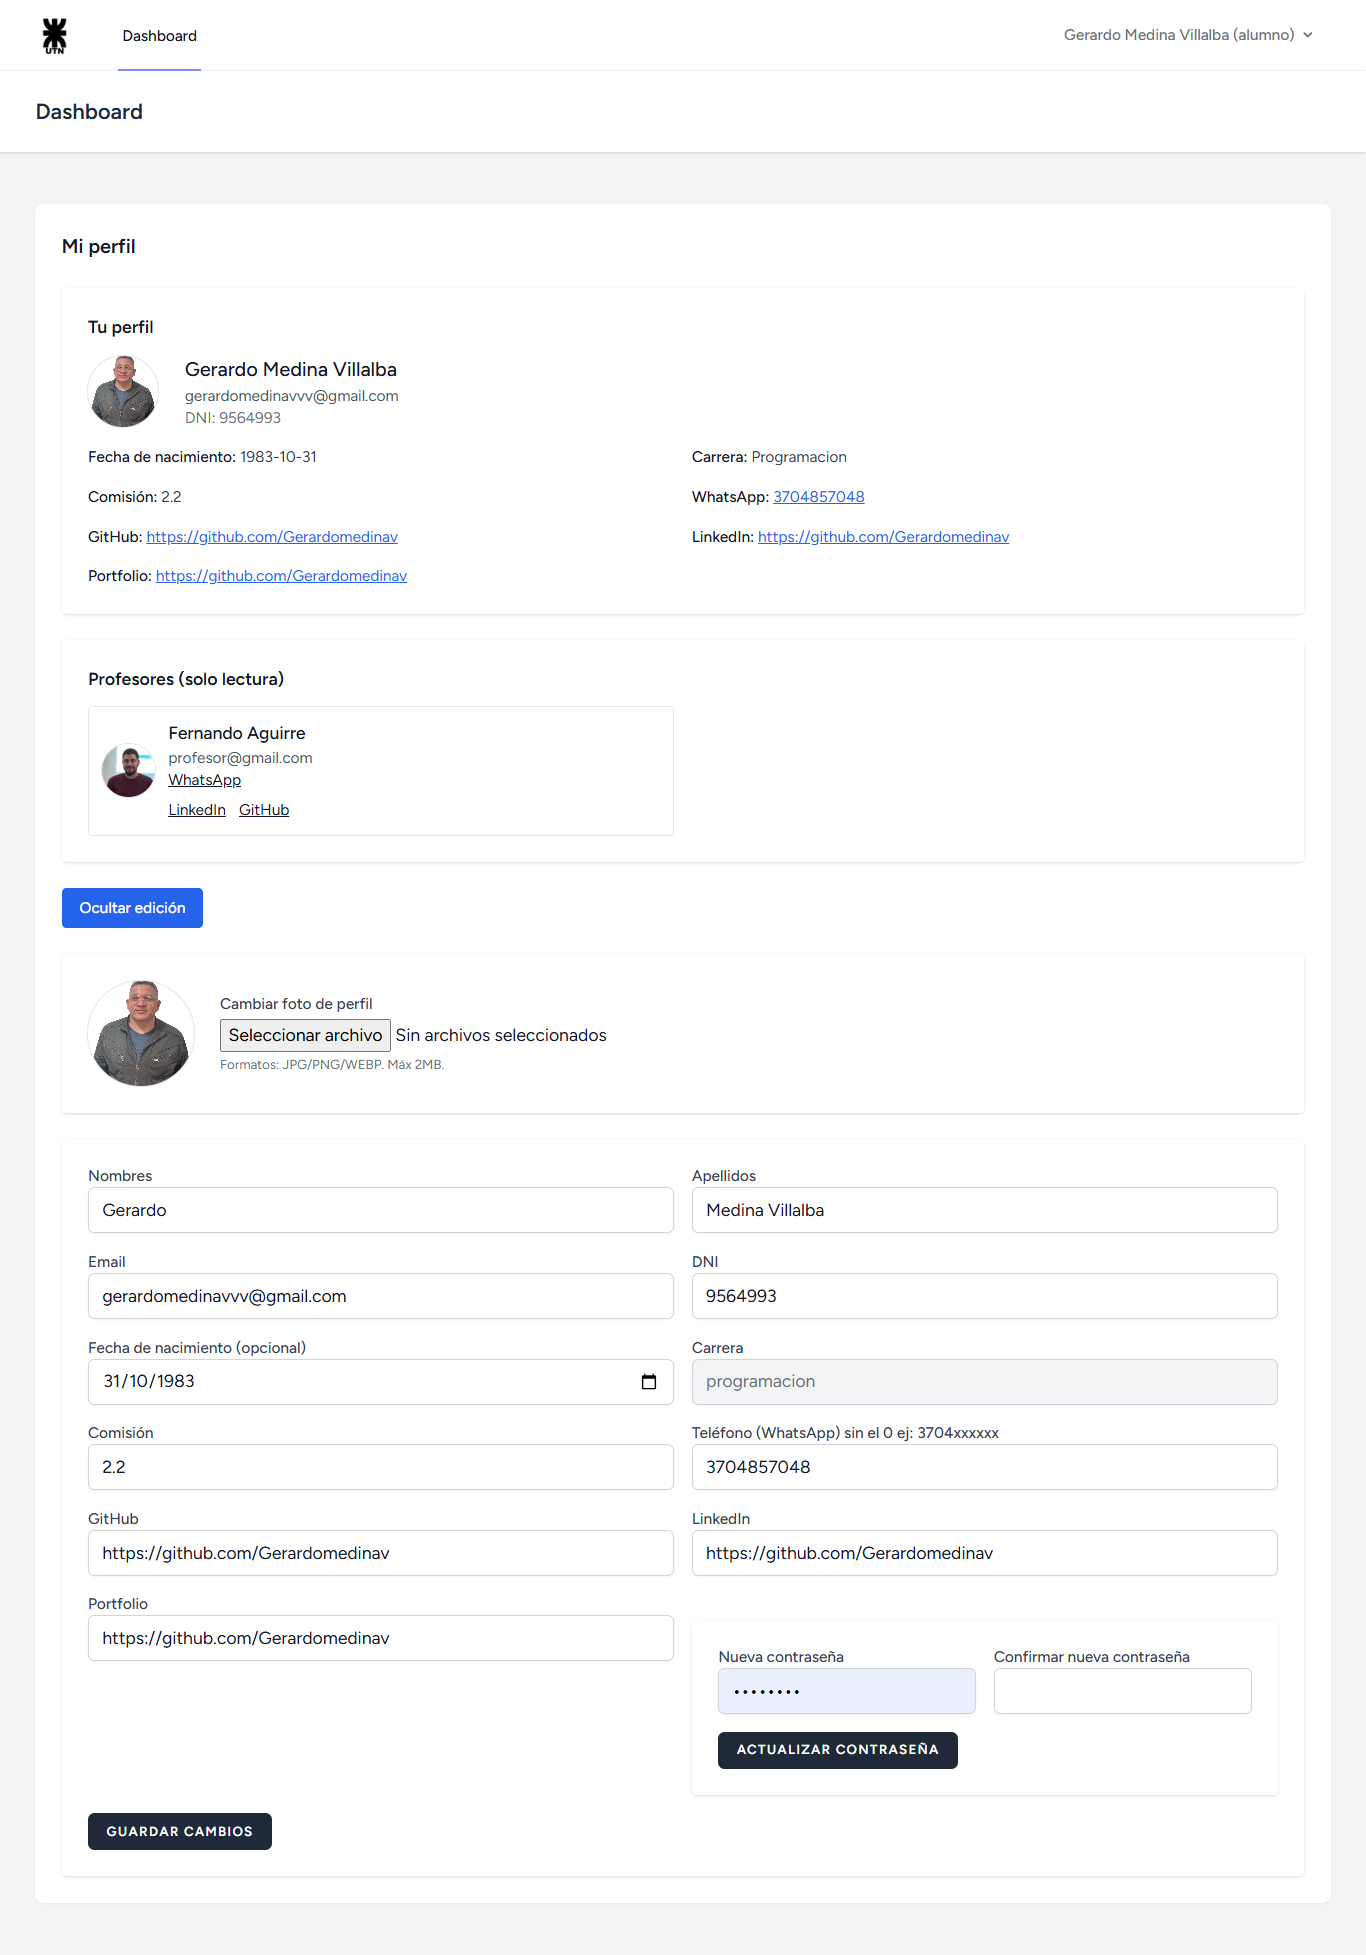 UTN
Dashboard
Gerardo Medina Villalba (alumno)
Dashboard
Mi perfil
Tu perfil
Gerardo Medina Villalba
gerardomedinavvv@gmail.com
DNI: 9564993
Fecha de nacimiento: 1983-10-31
Carrera: Programacion
Comisión: 2.2
WhatsApp: 3704857048
GitHub: https://github.com/Gerardomedinav
LinkedIn: https://github.com/Gerardomedinav
Portfolio: https://github.com/Gerardomedinav
Profesores (solo lectura)
Fernando Aguirre
profesor@gmail.com
WhatsApp
LinkedIn GitHub
Ocultar edición
Cambiar foto de perfil
Seleccionar archivo Sin archivos seleccionados
Formatos: JPG/PNG/WEBP. Máx 2MB.
Nombres
Gerardo
Apellidos
Medina Villalba
Email
gerardomedinavvv@gmail.com
DNI
9564993
Fecha de nacimiento (opcional)
31/10/1983
Carrera
programacion
Comisión
2.2
Teléfono (WhatsApp) sin el 0 ej: 3704xxxxxx
3704857048
GitHub
https://github.com/Gerardomedinav
LinkedIn
https://github.com/Gerardomedinav
Portfolio
https://github.com/Gerardomedinav
Nueva contraseña
••••••••
Confirmar nueva contraseña
ACTUALIZAR CONTRASEÑA
GUARDAR CAMBIOS